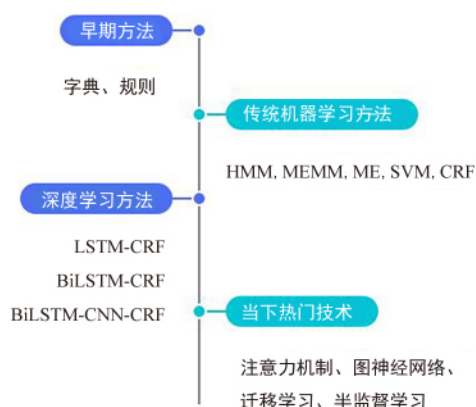 早期方法
字典、规则
传统机器学习方法
HMM, MEMM, ME, SVM, CRF
深度学习方法
LSTM-CRF
BiLSTM-CRF
BiLSTM-CNN-CRF
当下热门技术
注意力机制、图神经网络、
迁移学习、半监督学习